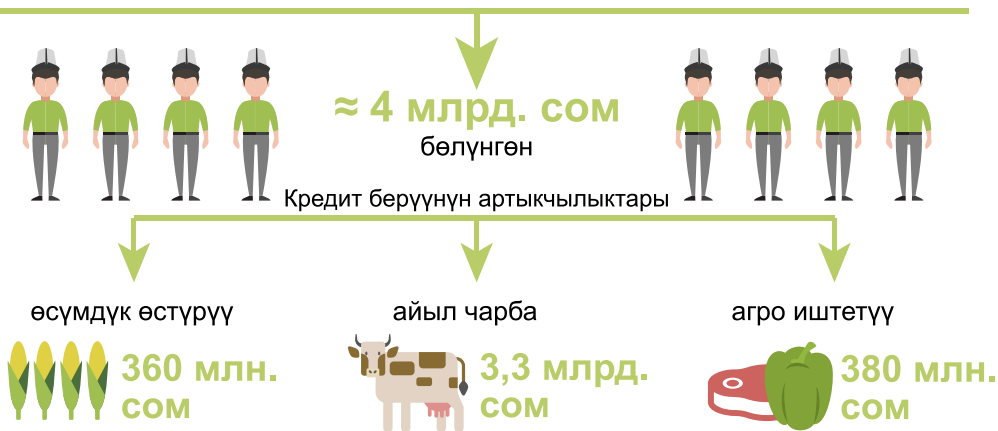 ≈ 4 млрд. сом
бөлүнгөн
Кредит берүүнүн артыкчылыктары
өсүмдүк өстүрүү
айыл чарба
агро иштетүү
360 млн.
сом
3,3 млрд.
сом
380 млн.
сом